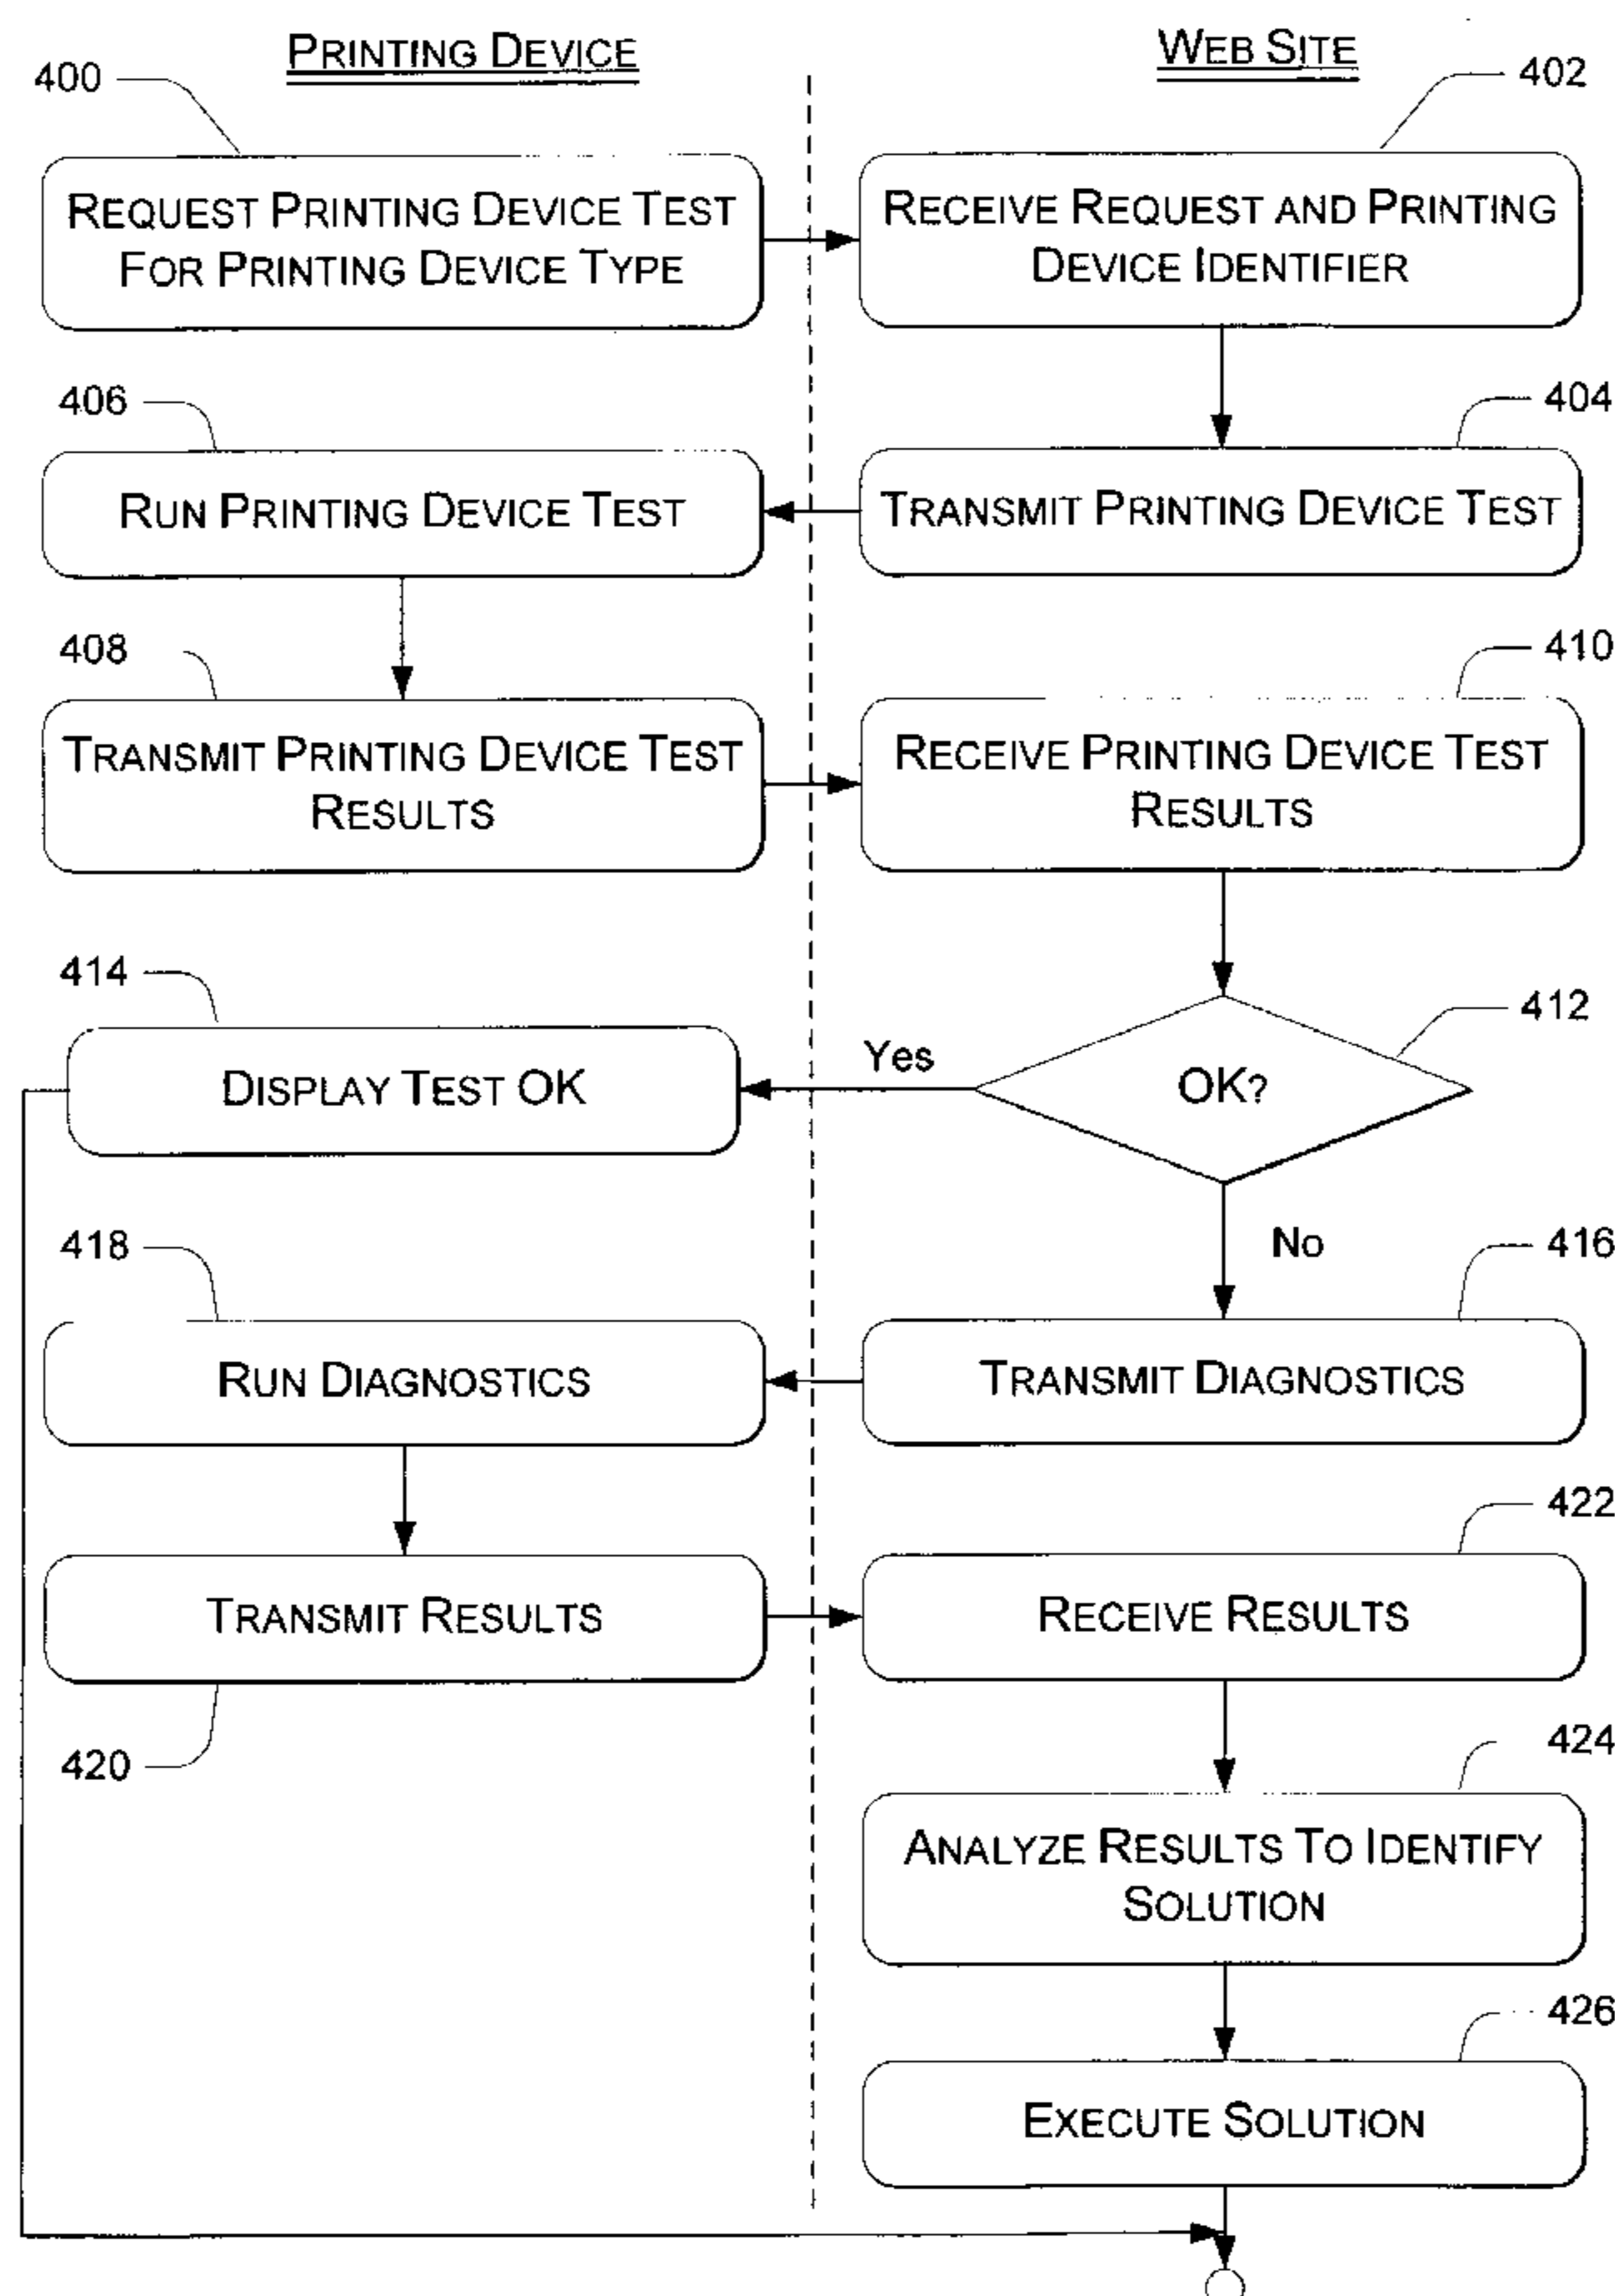 PRINTING DEVICE
WEB SITE
400
402
REQUEST PRINTING DEVICE TEST
FOR PRINTING DEVICE TYPE
RECEIVE REQUEST AND PRINTING
DEVICE IDENTIFIER
406
404
RUN PRINTING DEVICE TEST
TRANSMIT PRINTING DEVICE TEST
408
410
TRANSMIT PRINTING DEVICE TEST
RESULTS
RECEIVE PRINTING DEVICE TEST
RESULTS
414
412
DISPLAY TEST OK
Yes
OK?
418
No
416
RUN DIAGNOSTICS
TRANSMIT DIAGNOSTICS
422
TRANSMIT RESULTS
RECEIVE RESULTS
420
424
ANALYZE RESULTS TO IDENTIFY
SOLUTION
426
EXECUTE SOLUTION